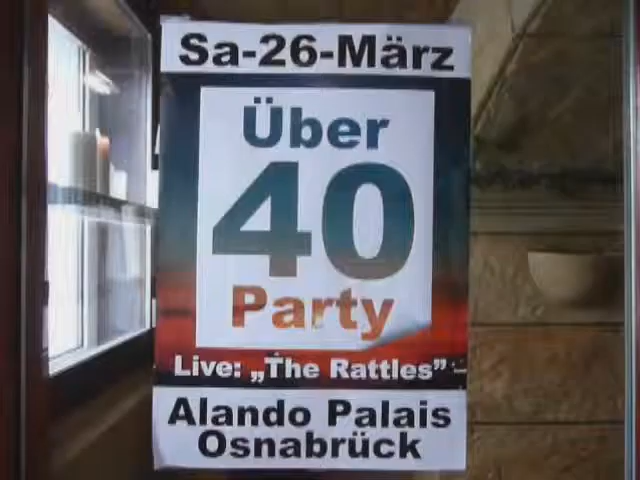 Sa-26-März
Über
40
Party
Live: „The Rattles”
Alando Palais
Osnabrück